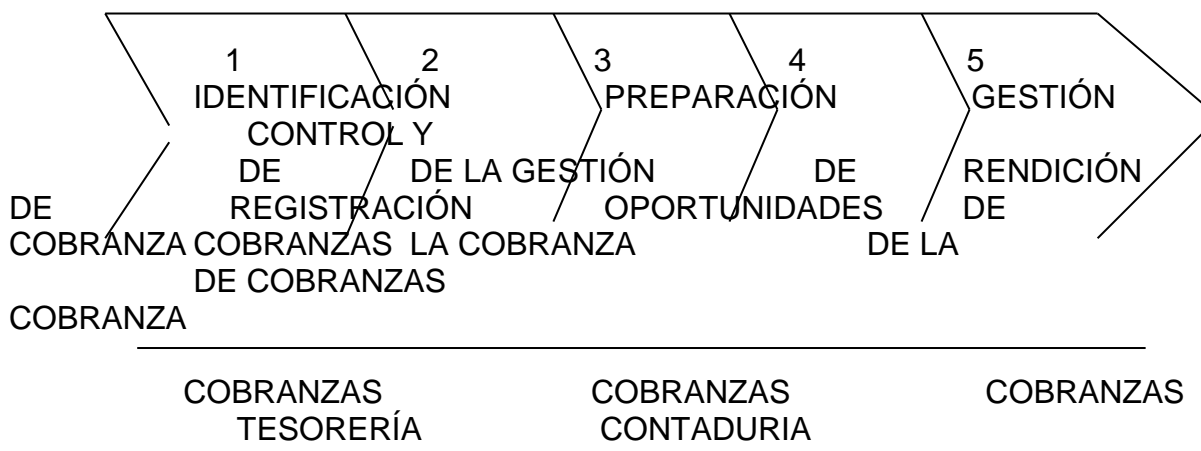 1 2 3 4 5
IDENTIFICACIÓN PREPARACIÓN GESTIÓN
CONTROL Y
DE DE LA GESTIÓN DE RENDICIÓN
DE REGISTRACIÓN OPORTUNIDADES DE
COBRANZA COBRANZAS LA COBRANZA DE LA
DE COBRANZAS
COBRANZA
COBRANZAS COBRANZAS COBRANZAS
TESORERÍA CONTADURIA